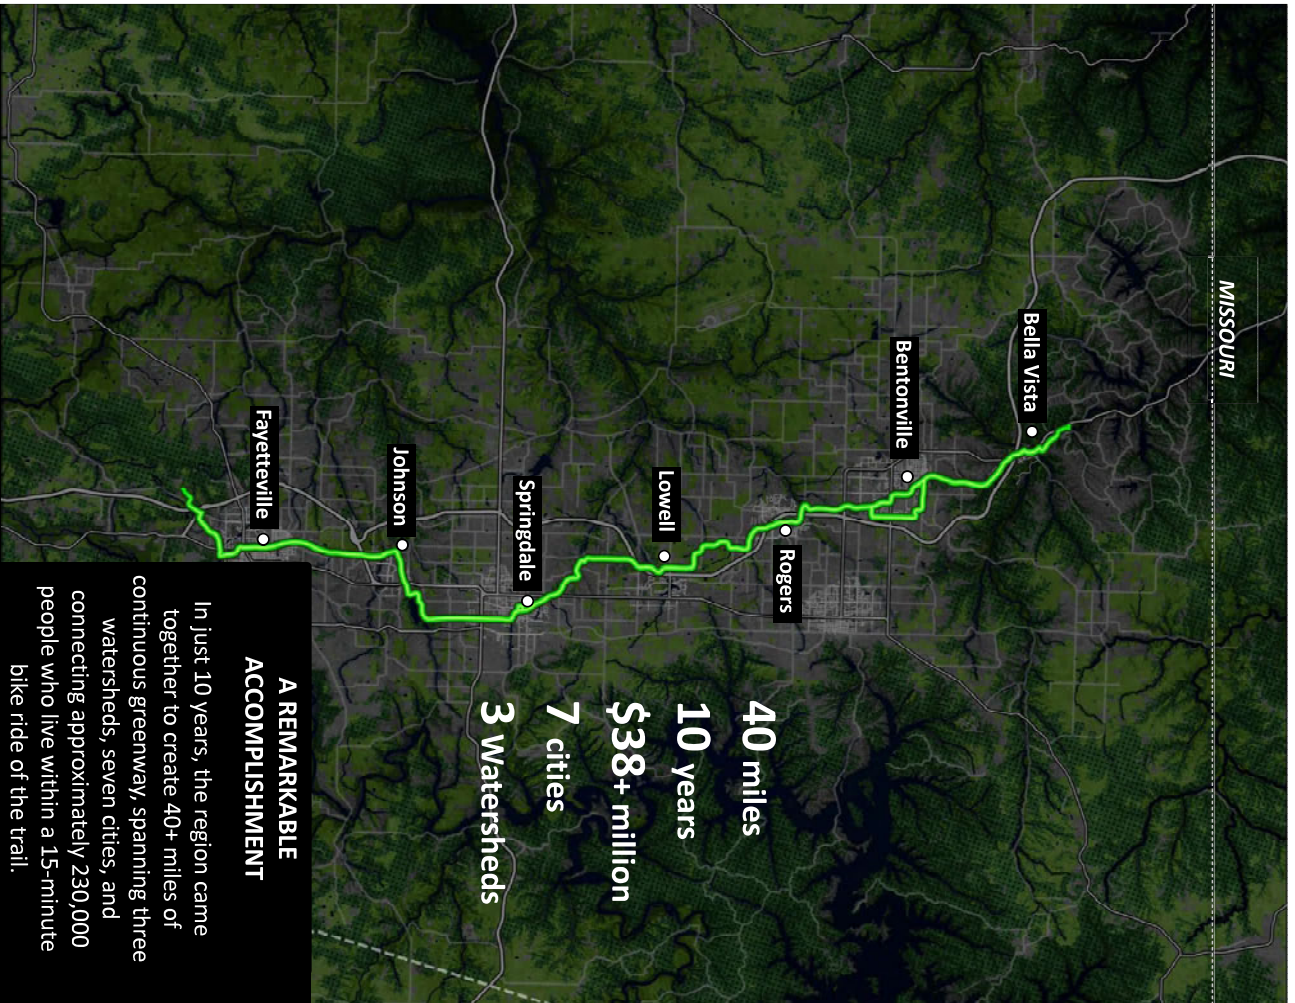 MISSOURI
Bella Vista
Bentonville
Rogers
Lowell
Springdale
Johnson
Fayetteville
40 miles
10 years
$38+ million
7 cities
3 Watersheds
A REMARKABLE
ACCOMPLISHMENT
In just 10 years, the region came
together to create 40+ miles of
continuous greenway, spanning three
watersheds, seven cities, and
connecting approximately 230,000
people who live within a 15-minute
bike ride of the trail.